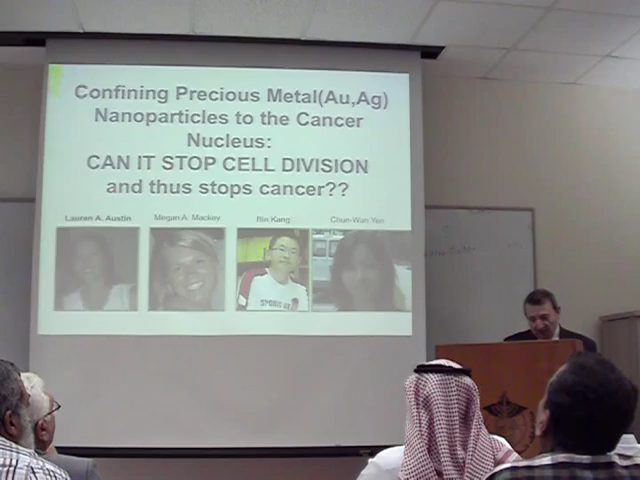 Confining Precious Metal(Au,Ag)
Nanoparticles to the Cancer
Nucleus:
CAN IT STOP CELL DIVISION
and thus stops cancer??
Lauren A. Austin Megan A. Mackey Bin Kang Chun-Wan Yen